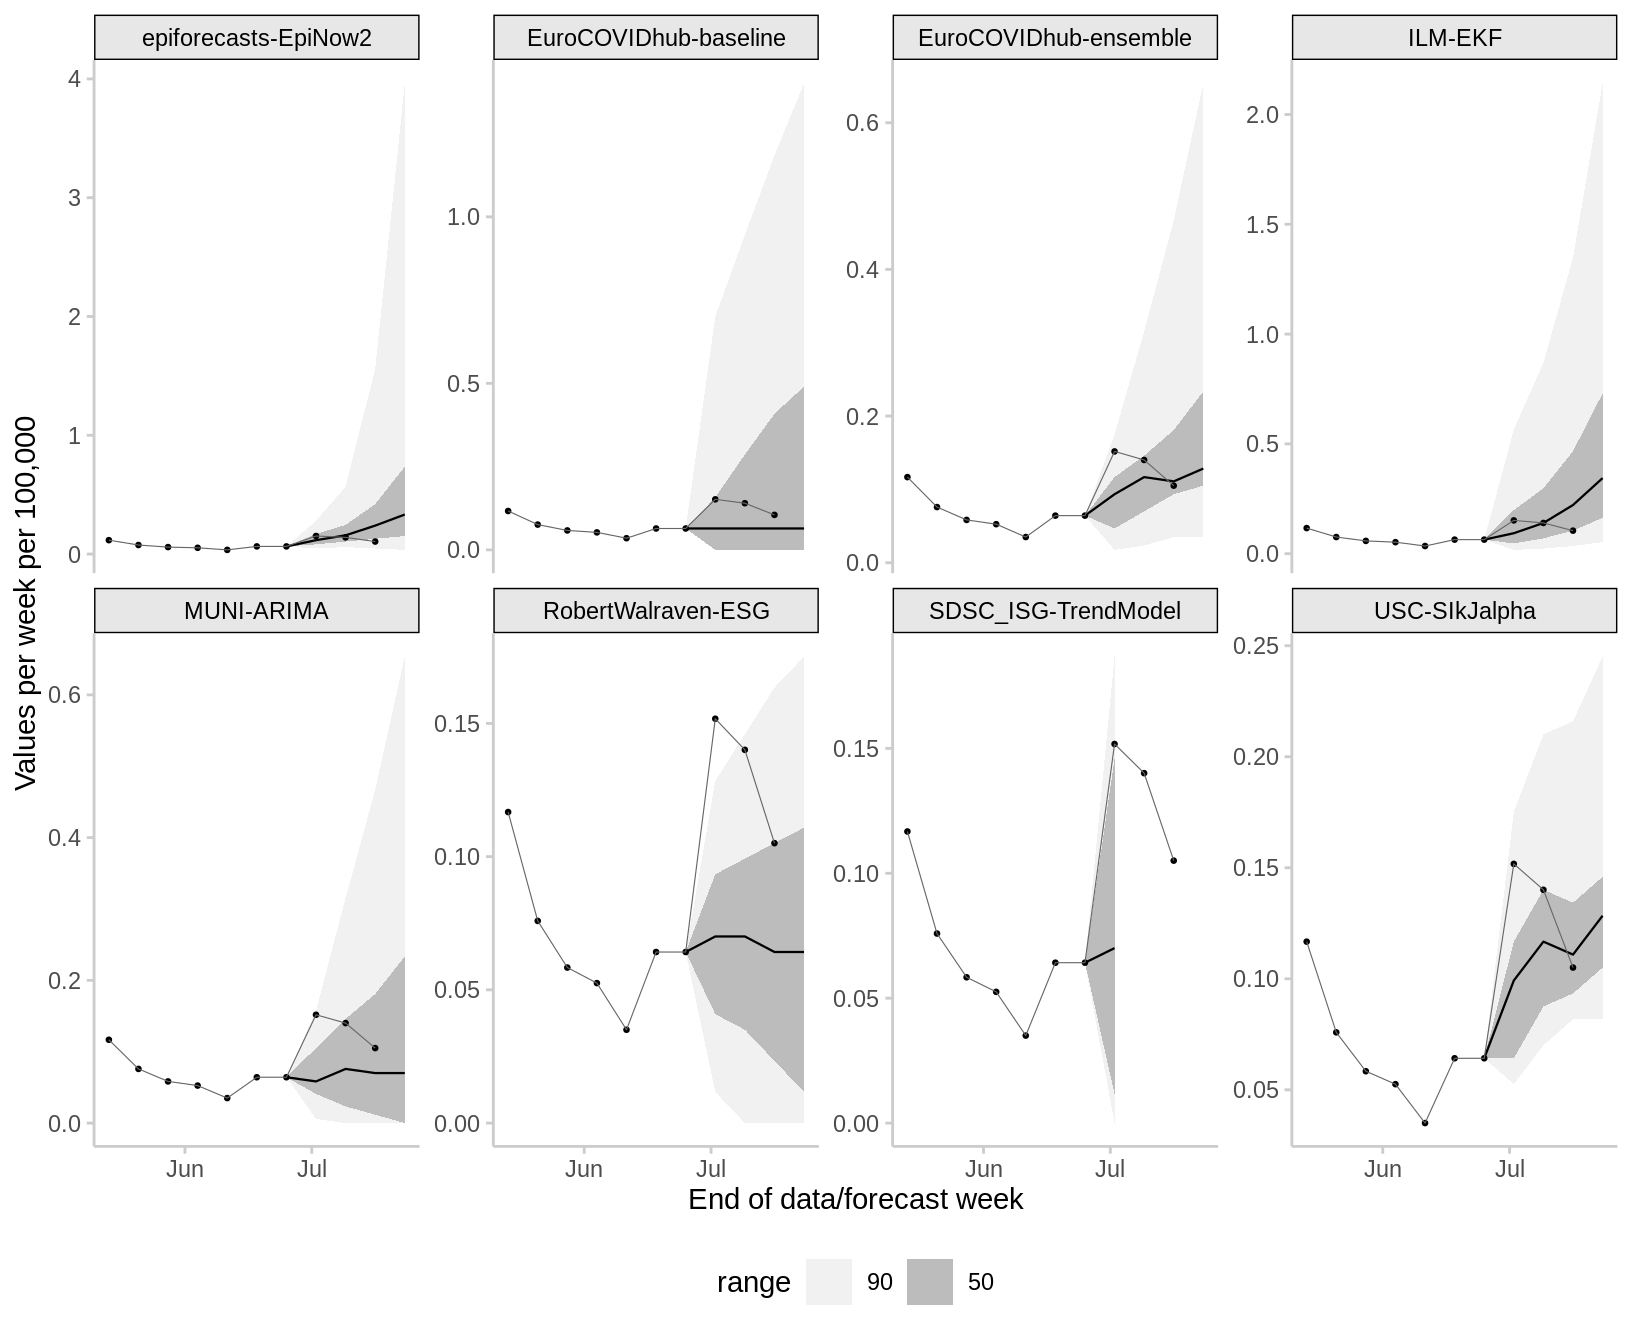 epiforecasts-EpiNow2
EuroCOVIDhub-baseline
EuroCOVIDhub-ensemble
ILM-EKF
4
3
2
1
0
1.0
0.5
0.0
0.6
0.4
0.2
0.0
2.0
1.5
1.0
0.5
0.0
Values per week per 100,000
MUNI-ARIMA
RobertWalraven-ESG
SDSC_ISG-TrendModel
USC-SIkJalpha
0.6
0.4
0.2
0.0
0.15
0.10
0.05
0.00
0.15
0.10
0.05
0.00
0.25
0.20
0.15
0.10
0.05
Jun Jul
Jun Jul
Jun Jul
Jun Jul
End of data/forecast week
range 90 50